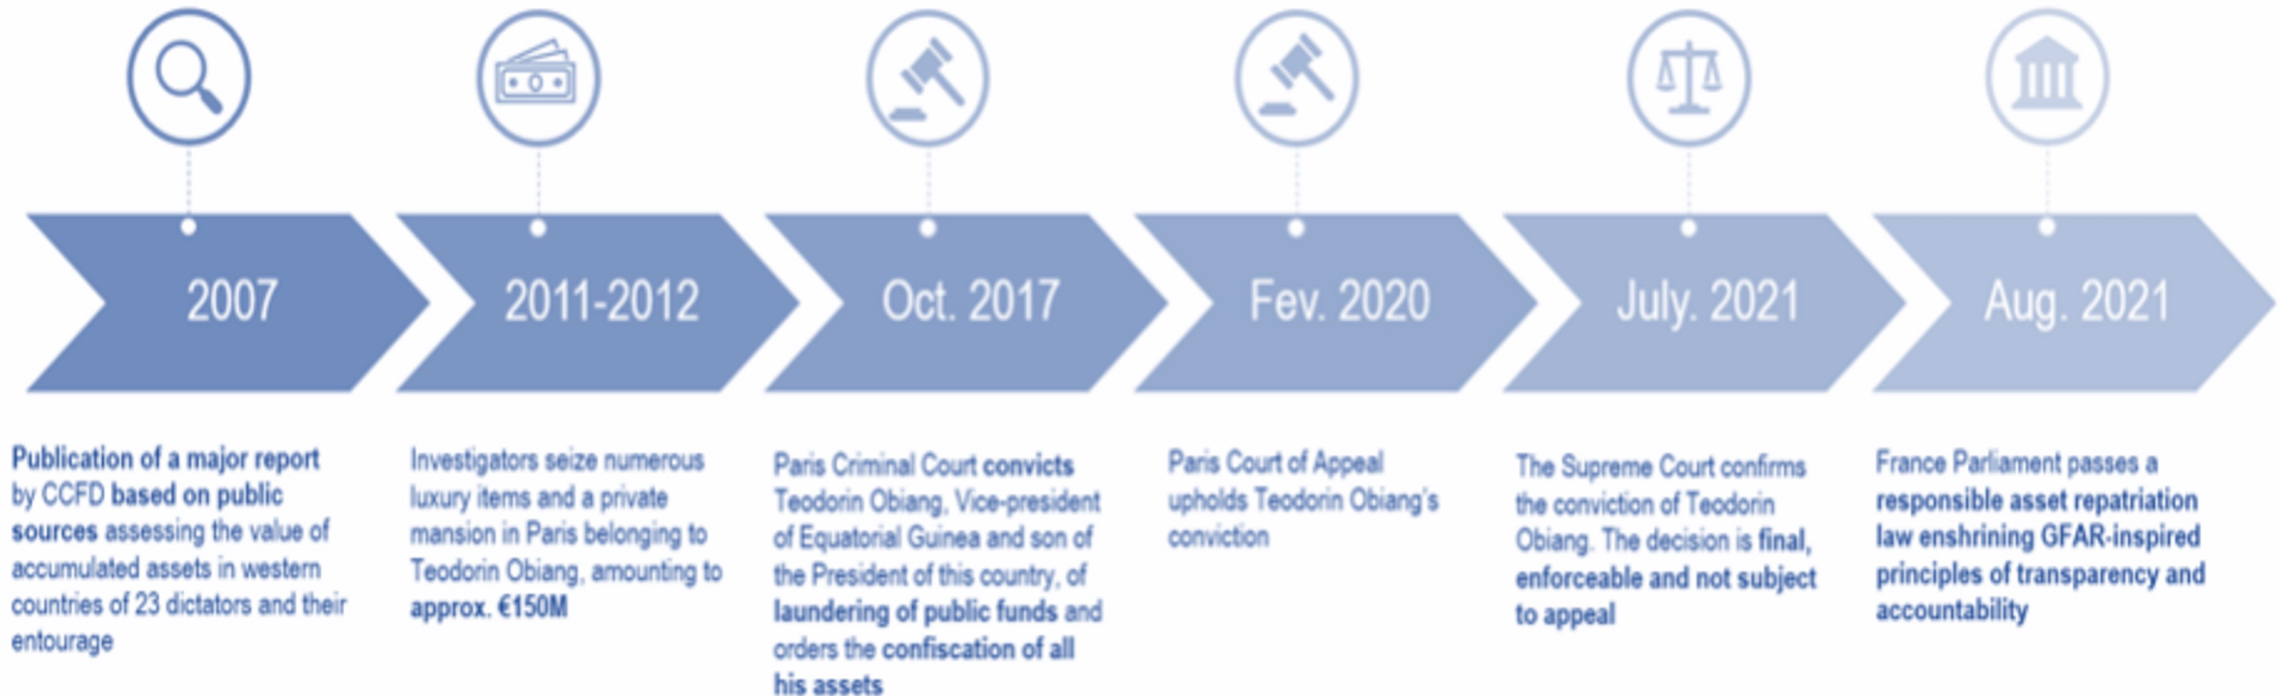 2007
Publication of a major report
by CCFD based on public
sources assessing the value of
accumulated assets in western
countries of 23 dictators and their
entourage
2011-2012
Investigators seize numerous
luxury items and a private
mansion in Paris belonging to
Teodorin Obiang, amounting to
approx. €150M
Oct. 2017
Paris Criminal Court convicts
Teodorin Obiang, Vice-president
of Equatorial Guinea and son of
the President of this country, of
laundering of public funds and
orders the confiscation of all
his assets
Fev. 2020
Paris Court of Appeal
upholds Teodorin Obiang's
conviction
July. 2021
The Supreme Court confirms
the conviction of Teodorin
Obiang. The decision is final,
enforceable and not subject
to appeal
Aug. 2021
France Parliament passes a
responsible asset repatriation
law enshrining GFAR-inspired
principles of transparency and
accountability